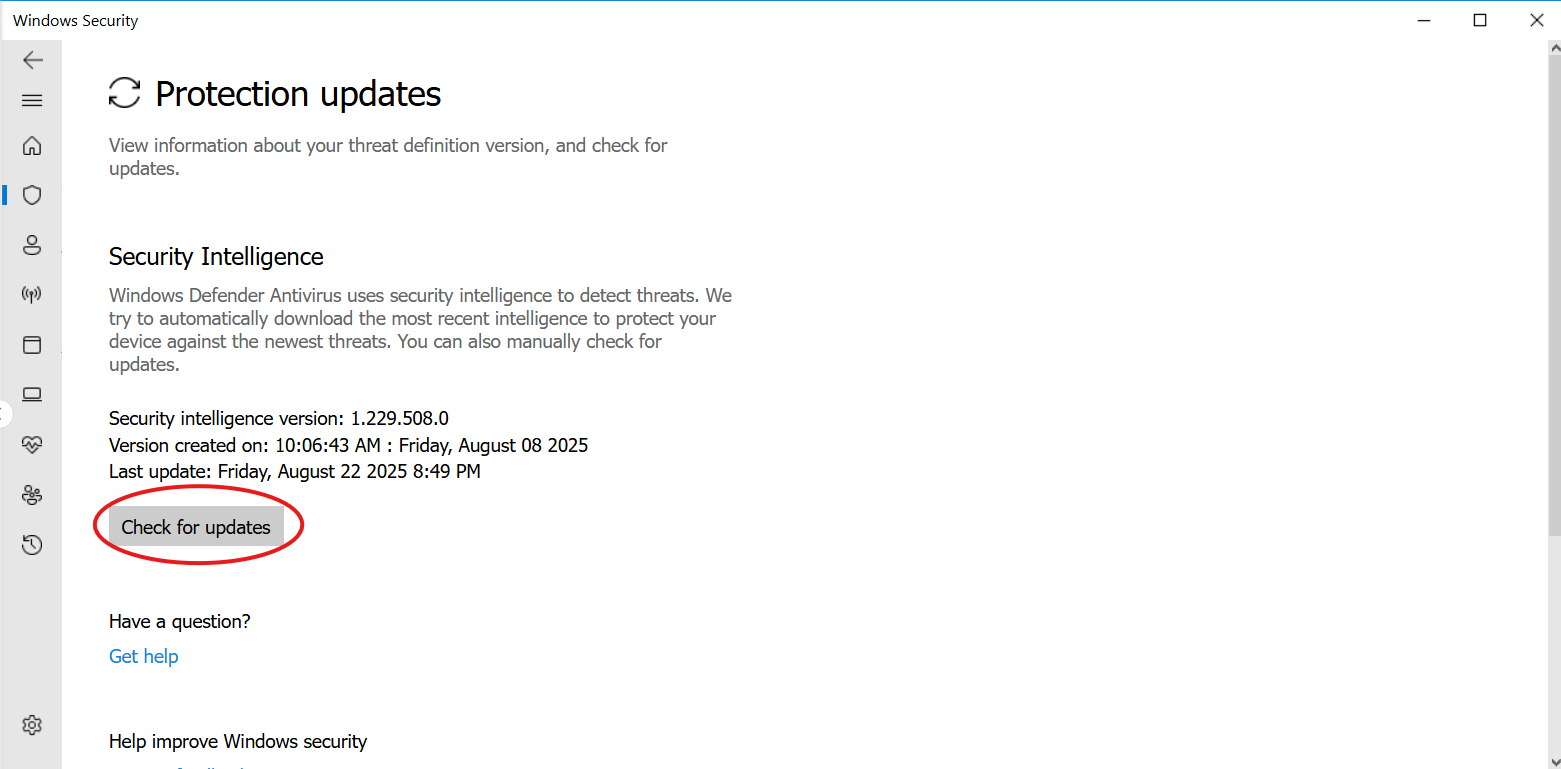 Windows Security
Protection updates
View information about your threat definition version, and check for
updates.
Security Intelligence
Windows Defender Antivirus uses security intelligence to detect threats. We
try to automatically download the most recent intelligence to protect your
device against the newest threats. You can also manually check for
updates.
Security intelligence version: 1.229.508.0
Version created on: 10:06:43 AM : Friday, August 08 2025
Last update: Friday, August 22 2025 8:49 PM
Check for updates
Have a question?
Get help
Help improve Windows security